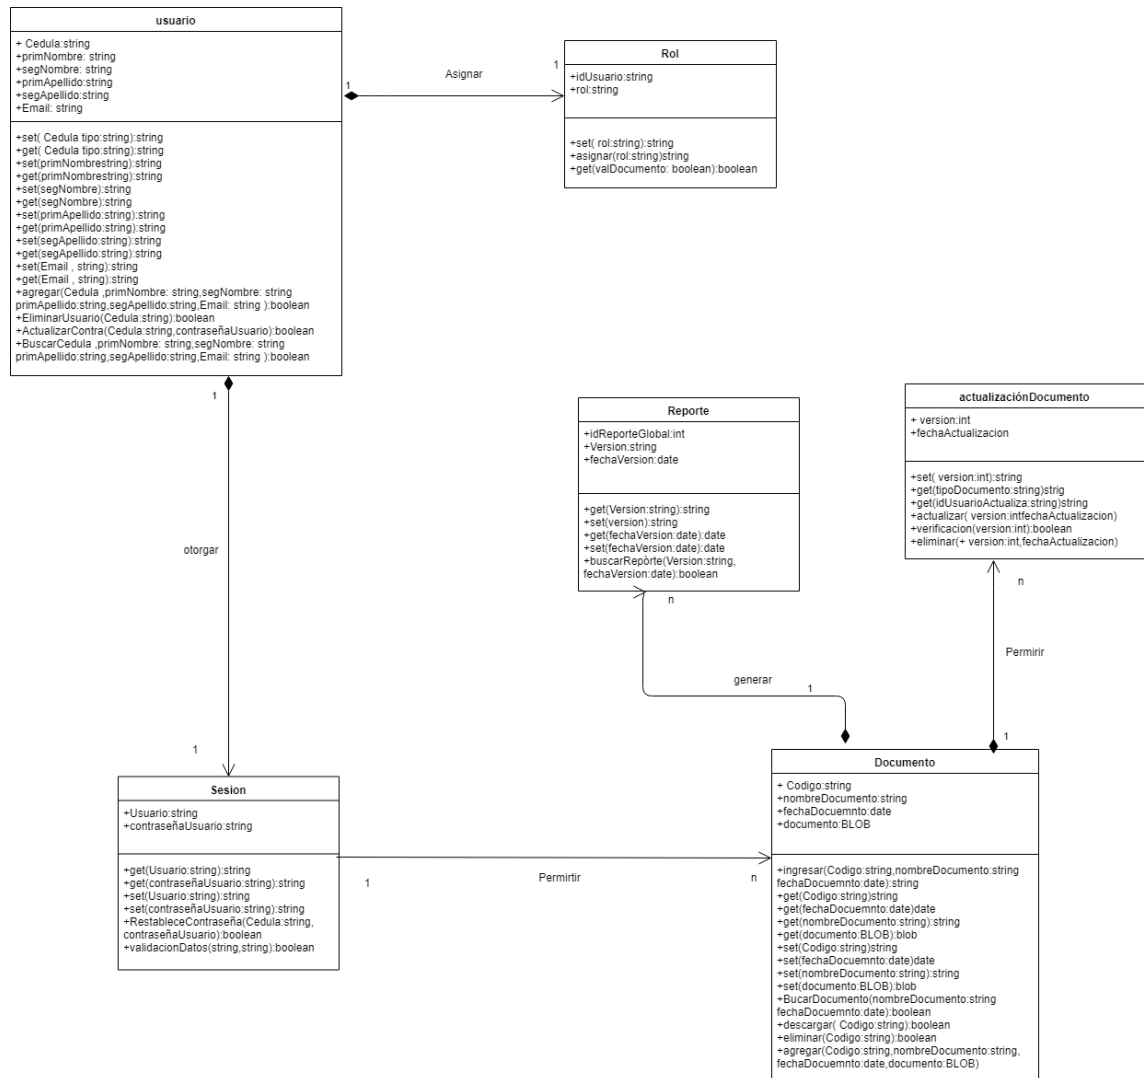 usuario
+ Cedula:string
+primNombre: string
+segNombre: string
+primApellido:string
+segApellido:string
+Email: string
+set( Cedula tipo:string):string
+get( Cedula tipo:string):string
+set(primNombrestring):string
+get(primNombrestring):string
+set(segNombre):string
+get(segNombre):string
+set(primApellido:string):string
+get(primApellido:string):string
+set(segApellido:string):string
+get(segApellido:string):string
+set(Email , string):string
+get(Email , string):string
+agregar(Cedula ,primNombre: string,segNombre: string
primApellido:string,segApellido:string,Email: string ):boolean
+EliminarUsuario(Cedula:string):boolean
+ActualizarContra(Cedula:string,contraseñaUsuario):boolean
+BuscarCedula ,primNombre: string,segNombre: string
primApellido:string,segApellido:string,Email: string ):boolean
1
Asignar
1
Rol
+idUsuario:string
+rol:string
+set( rol:string):string
+asignar(rol:string)string
+get(valDocumento: boolean):boolean
1
otorgar
1
Reporte
+idReporteGlobal:int
+Version:string
+fechaVersion:date
+get(Version:string):string
+set(version):string
+get(fechaVersion:date):date
+set(fechaVersion:date):date
+buscarRepòrte(Version:string,
fechaVersion:date):boolean
n
generar
1
actualizaciónDocumento
+ version:int
+fechaActualizacion
+set( version:int):string
+get(tipoDocumento:string)strig
+get(idUsuarioActualiza:string)string
+actualizar( version:intfechaActualizacion)
+verificacion(version:int):boolean
+eliminar(+ version:int,fechaActualizacion)
n
Permirir
1
Sesion
+Usuario:string
+contraseñaUsuario:string
+get(Usuario:string):string
+get(contraseñaUsuario:string):string
+set(Usuario:string):string
+set(contraseñaUsuario:string):string
+RestableceContraseña(Cedula:string,
contraseñaUsuario):boolean
+validacionDatos(string,string):boolean
1
Permirtir
n
Documento
+ Codigo:string
+nombreDocumento:string
+fechaDocuemnto:date
+documento:BLOB
+ingresar(Codigo:string,nombreDocumento:string
fechaDocuemnto:date):string
+get(Codigo:string)string
+get(fechaDocuemnto:date)date
+get(nombreDocumento:string):string
+get(documento:BLOB):blob
+set(Codigo:string)string
+set(fechaDocuemnto:date)date
+set(nombreDocumento:string):string
+set(documento:BLOB):blob
+BucarDocumento(nombreDocumento:string
fechaDocuemnto:date):boolean
+descargar( Codigo:string):boolean
+eliminar(Codigo:string):boolean
+agregar(Codigo:string,nombreDocumento:string,
fechaDocuemnto:date,documento:BLOB)